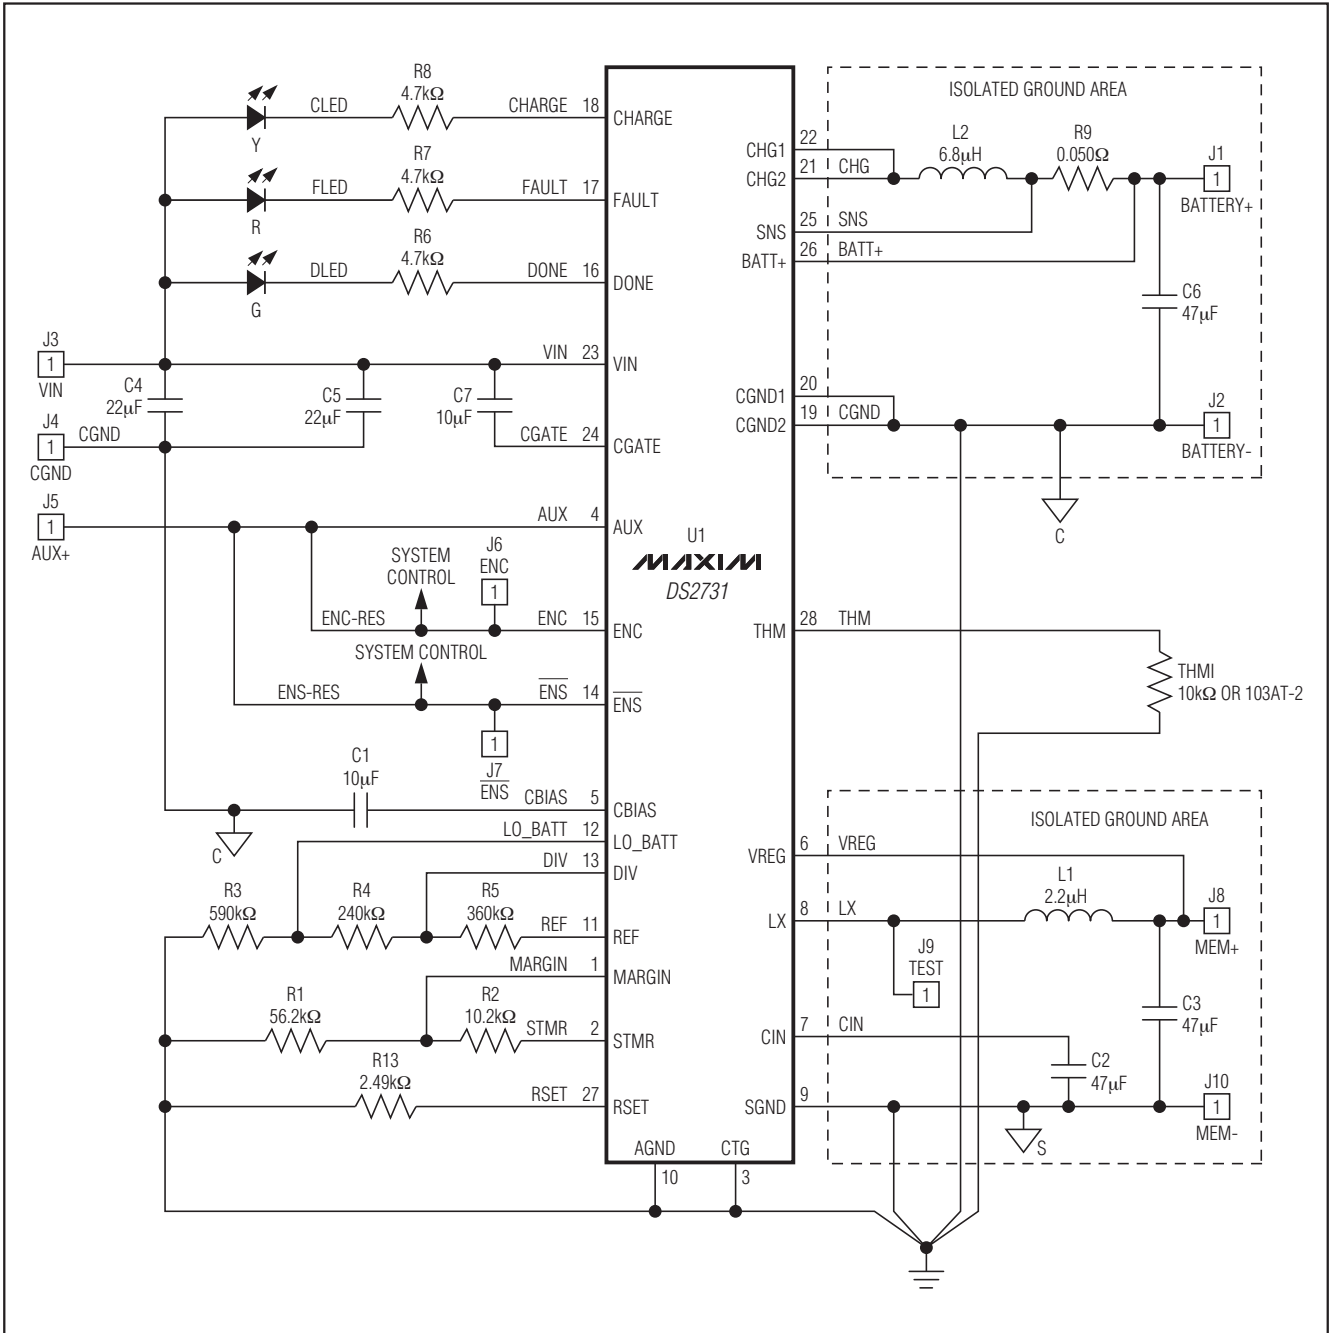 R8
4.7kΩ
CLED
CHARGE 18
CHARGE
Y
R7
4.7kΩ
FLED
FAULT 17
FAULT
R
R6
4.7kΩ
DLED
DONE 16
DONE
G
J3
1
VIN
VIN 23
VIN
C4
22µF
C5
22µF
C7
10µF
J4
1
CGND
CGND
CGATE 24
CGATE
J5
1
AUX+
AUX 4
AUX
SYSTEM
CONTROL
J6
ENC
1
ENC-RES
ENC 15
ENC
SYSTEM CONTROL
ENS-RES
ENS 14
ENS
1
J7
ENS
C1
10µF
CBIAS 5
CBIAS
C
LO_BATT 12
LO_BATT
DIV 13
DIV
R3
590kΩ
R4
240kΩ
R5
360kΩ
REF 11
REF
MARGIN 1
MARGIN
R1
56.2kΩ
R2
10.2kΩ
STMR 2
STMR
R13
2.49kΩ
RSET 27
RSET
U1
MAXIM
DS2731
AGND
10
CTG
3
ISOLATED GROUND AREA
CHG1
22
CHG2
21 CHG
L2
6.8µH
R9
0.050Ω
J1
1
BATTERY+
SNS
25 SNS
BATT+
26 BATT+
C6
47µF
CGND1
20
CGND2
19 CGND
J2
1
BATTERY-
C
THM
28 THM
THMI
10kΩ OR 103AT-2
ISOLATED GROUND AREA
VREG
6 VREG
L1
2.2µH
LX
8 LX
J8
1
MEM+
J9
TEST
1
C3
47µF
CIN
7 CIN
C2
47µF
SGND
9
J10
1
MEM-
S